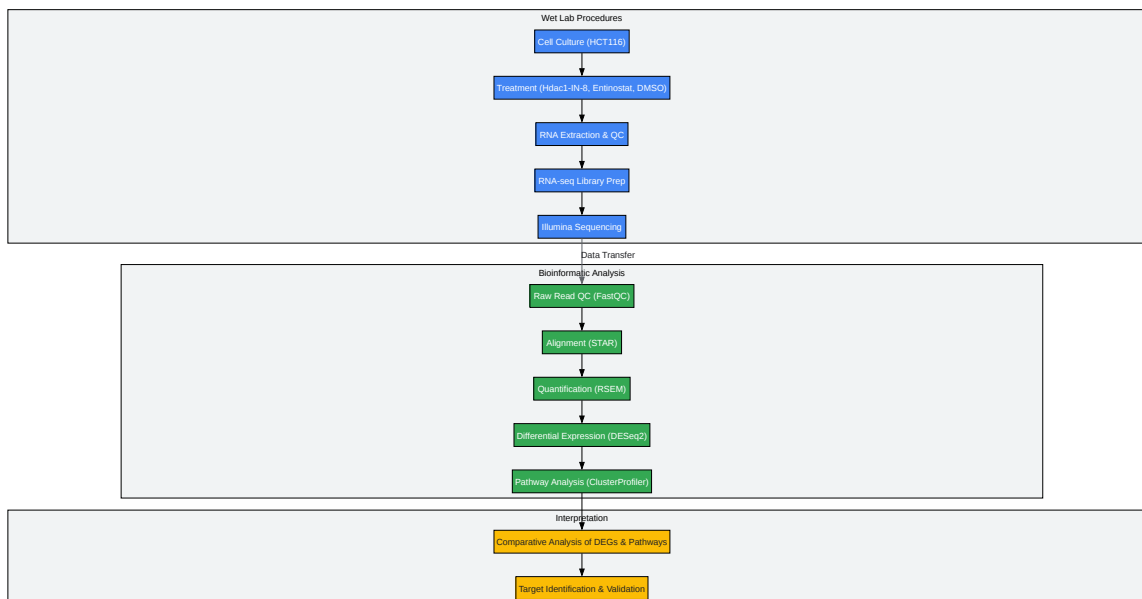 Wet Lab Procedures
Cell Culture (HCT116)
Treatment (Hdac1-IN-8, Entinostat, DMSO)
RNA Extraction & QC
RNA-seq Library Prep
Illumina Sequencing
Data Transfer
Bioinformatic Analysis
Raw Read QC (FastQC)
Alignment (STAR)
Quantification (RSEM)
Differential Expression (DESeq2)
Pathway Analysis (ClusterProfiler)
Interpretation
Comparative Analysis of DEGs & Pathways
Target Identification & Validation